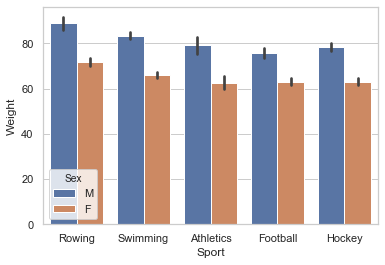 80
60
40
20
0
Weight
Sex
M
F
Rowing Swimming Athletics Football Hockey
Sport